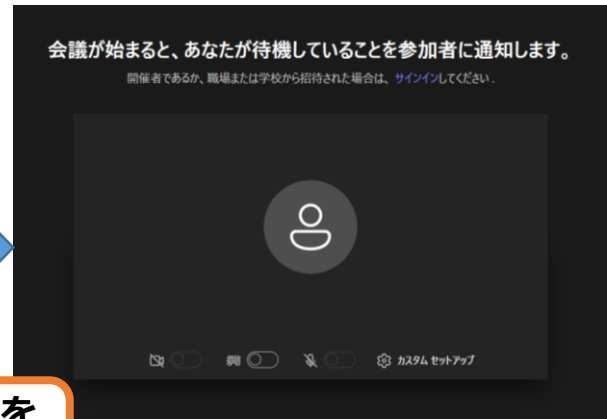 会議が始まると、あなたが待機していることを参加者に通知します。
開催者であるか、職場または学校から招待された場合は、サインインしてください.
カスタム セットアップ
を